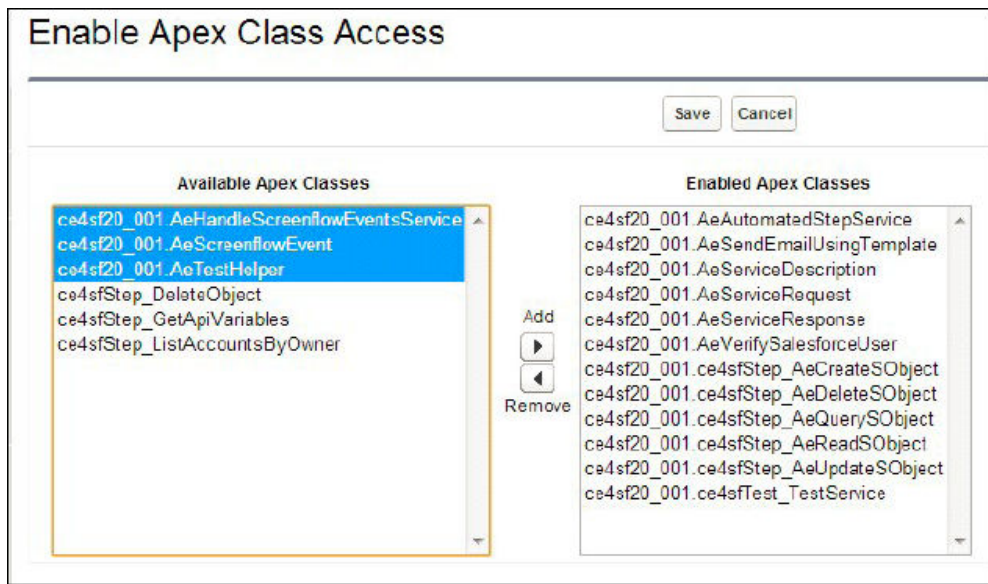 Enable Apex Class Access
Save
Cancel
Available Apex Classes
ce4sf20_001.AeHandleScreenflowEventsService
ce4sf20_001.AeScreenflowEvent
ce4sf20_001.AeTestHelper
ce4sfStep_DeleteObject
ce4sfStep_GetApiVariables
ce4sfStep_ListAccountsByOwner
Add
Remove
Enabled Apex Classes
ce4sf20_001.AeAutomatedStepService
ce4sf20_001.AeSendEmailUsingTemplate
ce4sf20_001.AeServiceDescription
ce4sf20_001.AeServiceRequest
ce4sf20_001.AeServiceResponse
ce4sf20_001.AeVerifySalesforceUser
ce4sf20_001.ce4sfStep_AeCreateSObject
ce4sf20_001.ce4sfStep_AeDeleteSObject
ce4sf20_001.ce4sfStep_AeQuerySObject
ce4sf20_001.ce4sfStep_AeReadSObject
ce4sf20_001.ce4sfStep_AeUpdateSObject
ce4sf20_001.ce4sfTest_TestService